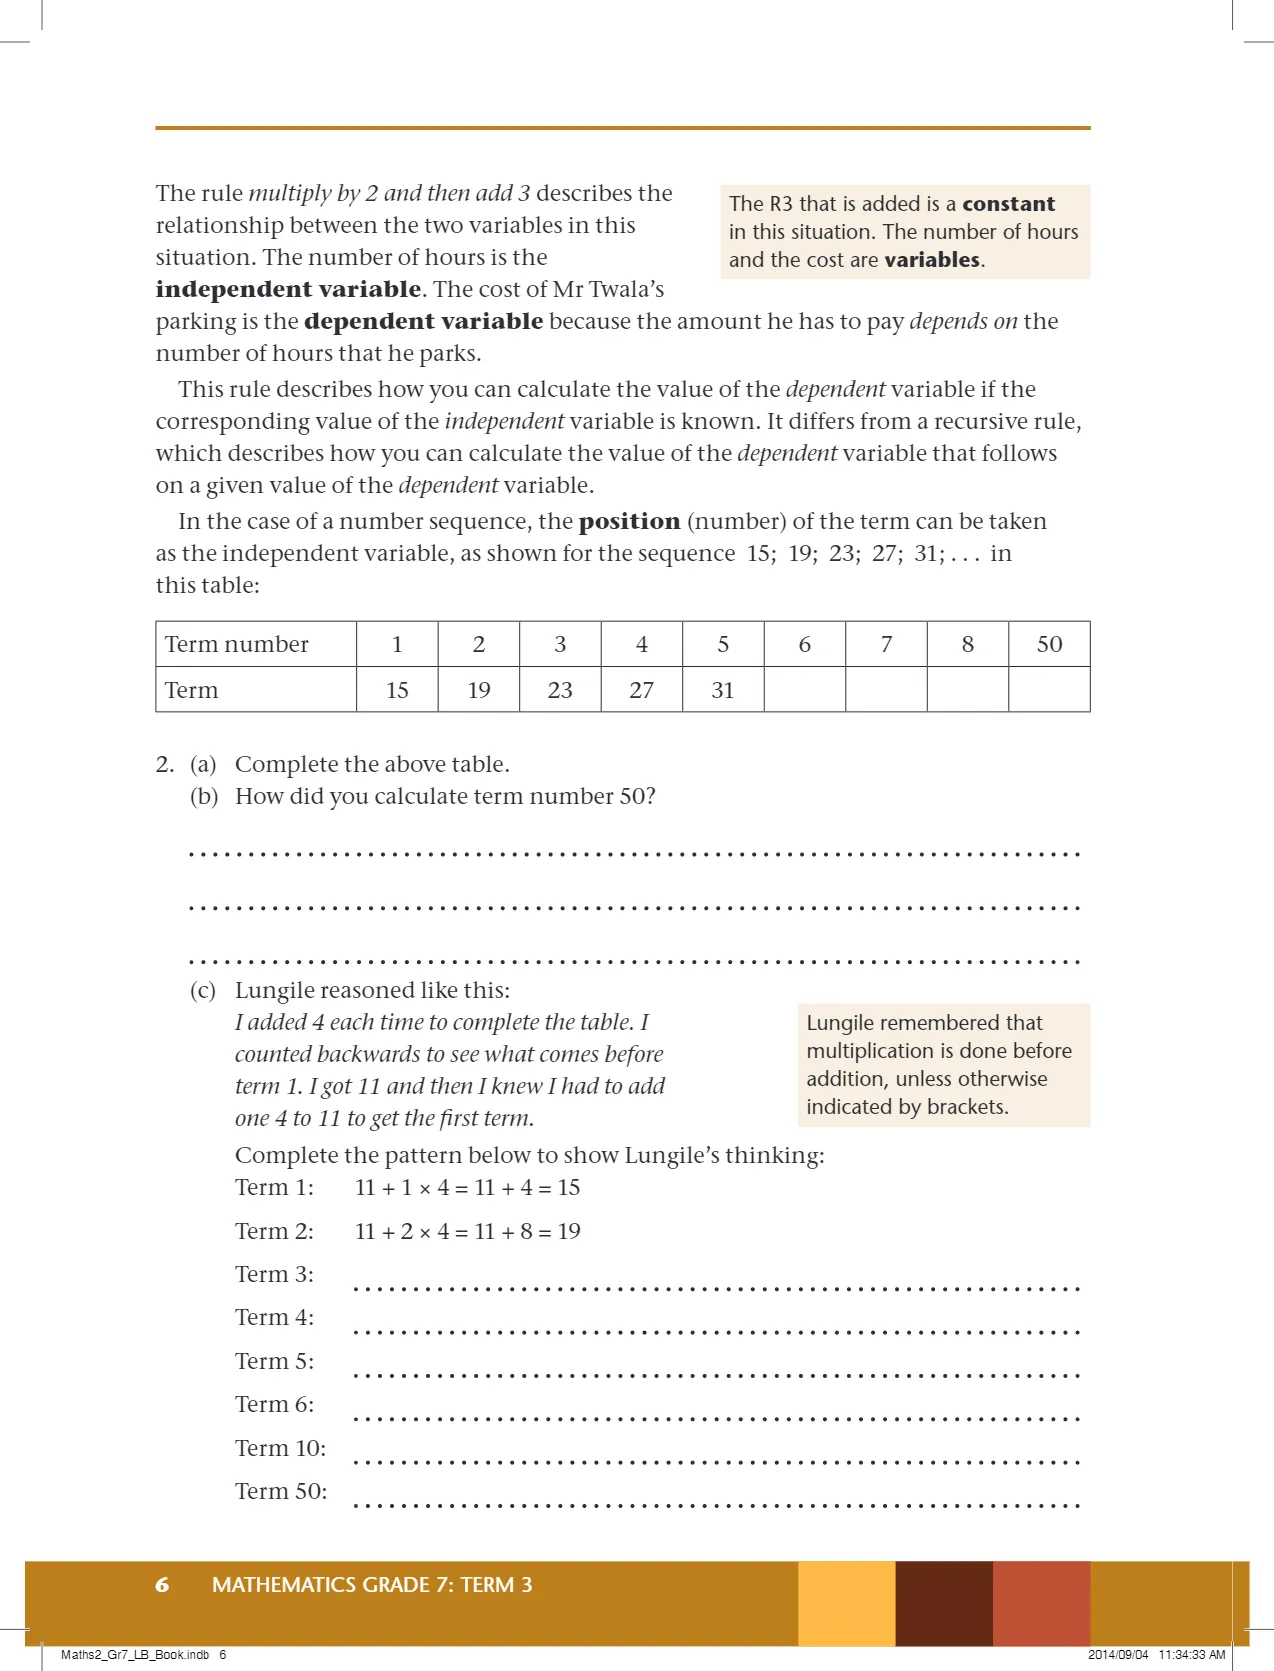 The rule multiply by 2 and then add 3 describes the
relationship between the two variables in this
situation. The number of hours is the
independent variable. The cost of Mr Twala’s
parking is the dependent variable because the amount he has to pay depends on the
number of hours that he parks.
The R3 that is added is a constant
in this situation. The number of hours
and the cost are variables.
This rule describes how you can calculate the value of the dependent variable if the
corresponding value of the independent variable is known. It differs from a recursive rule,
which describes how you can calculate the value of the dependent variable that follows
on a given value of the dependent variable.
In the case of a number sequence, the position (number) of the term can be taken
as the independent variable, as shown for the sequence 15; 19; 23; 27; 31; . . . in
this table:
Term number 1 2 3 4 5 6 7 8 50
Term 15 19 23 27 31
2. (a) Complete the above table.
(b) How did you calculate term number 50?
(c) Lungile reasoned like this:
I added 4 each time to complete the table. I
counted backwards to see what comes before
term 1. I got 11 and then I knew I had to add
one 4 to 11 to get the first term.
Lungile remembered that
multiplication is done before
addition, unless otherwise
indicated by brackets.
Complete the pattern below to show Lungile’s thinking:
Term 1: 11 + 1 × 4 = 11 + 4 = 15
Term 2: 11 + 2 × 4 = 11 + 8 = 19
Term 3:
Term 4:
Term 5:
Term 6:
Term 10:
Term 50:
6 MATHEMATICS GRADE 7: TERM 3
Maths2_Gr7_LB_Book.indb 6
2014/09/04 11:34:33 AM